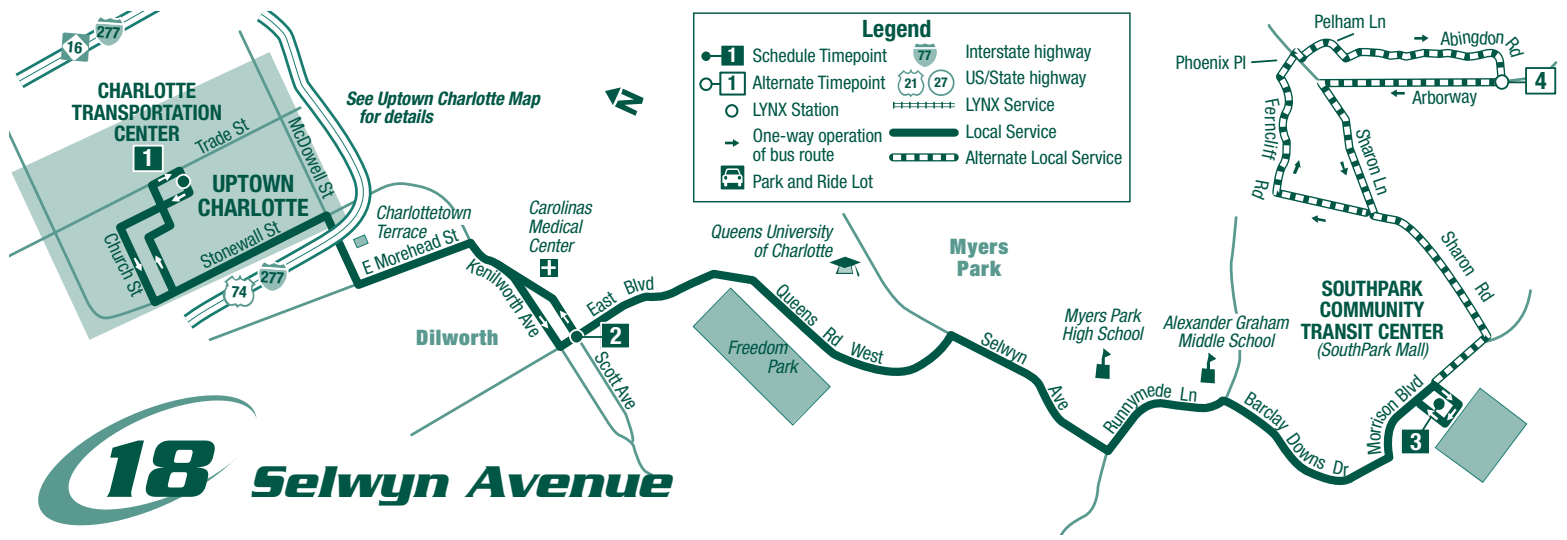 16
277
CHARLOTTE
TRANSPORTATION
CENTER
1
Trade St
McDowell St
See Uptown Charlotte Map
for details
N
UPTOWN
CHARLOTTE
Church St
Stonewall St
74
277
Charlottetown
Terrace
E Morehead St
Carolinas
Medical
Center
Kenilworth Ave
Dilworth
East Blvd
2
Scott Ave
Legend
1 Schedule Timepoint
1 Alternate Timepoint
LYNX Station
One-way operation
of bus route
Park and Ride Lot
77 Interstate highway
21 27 US/State highway
LYNX Service
Local Service
Alternate Local Service
Queens University
of Charlotte
Myers
Park
Freedom
Park
Queens Rd West
Selwyn Ave
Myers Park
High School
Alexander Graham
Middle School
Runnymede Ln
Barclay Downs Dr
Morrison Blvd
3
SOUTHPARK
COMMUNITY
TRANSIT CENTER
(SouthPark Mall)
Sharon Rd
Sharon Ln
Ferncliff Rd
Phoenix Pl
Pelham Ln
Abingdon Rd
Arborway
4
18 Selwyn Avenue